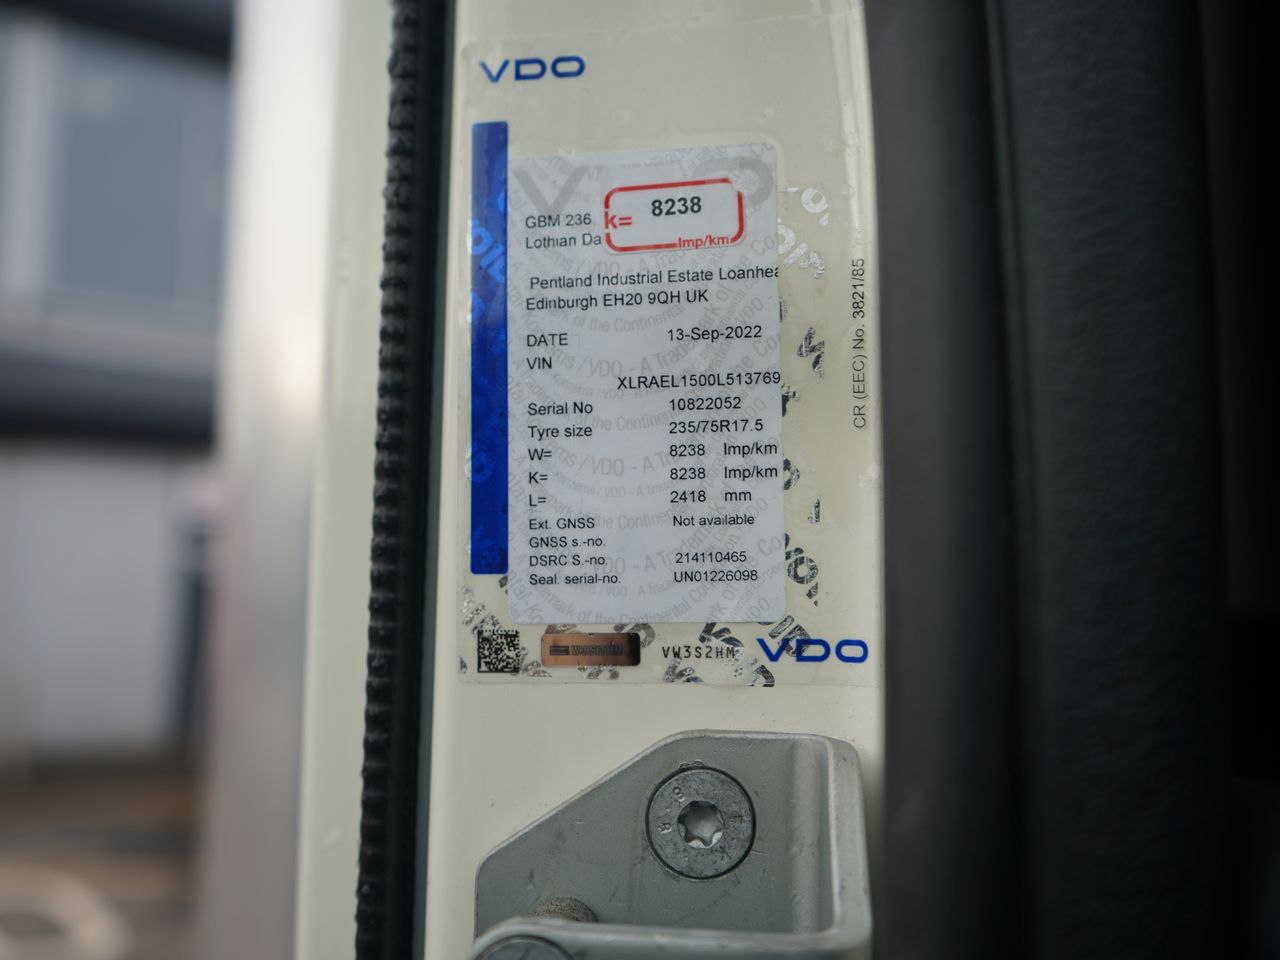 VDO
GBM 236
k= 8238
Lothian Da
Imp/km
Pentland Industrial Estate Loanhea
Edinburgh EH20 9QH UK
DATE 13-Sep-2022
VIN
XLRAEL1500L513769
Serial No 10822052
Tyre size 235/75R17.5
W= 8238 Imp/km
K= 8238 Imp/km
L= 2418 mm
Ext. GNSS Not available
GNSS s.-no.
DSRC S.-no. 214110465
Seal. serial-no. UN01226098
W3S2HM VW3S2HM VDO
CR (EEC) No. 3821/85